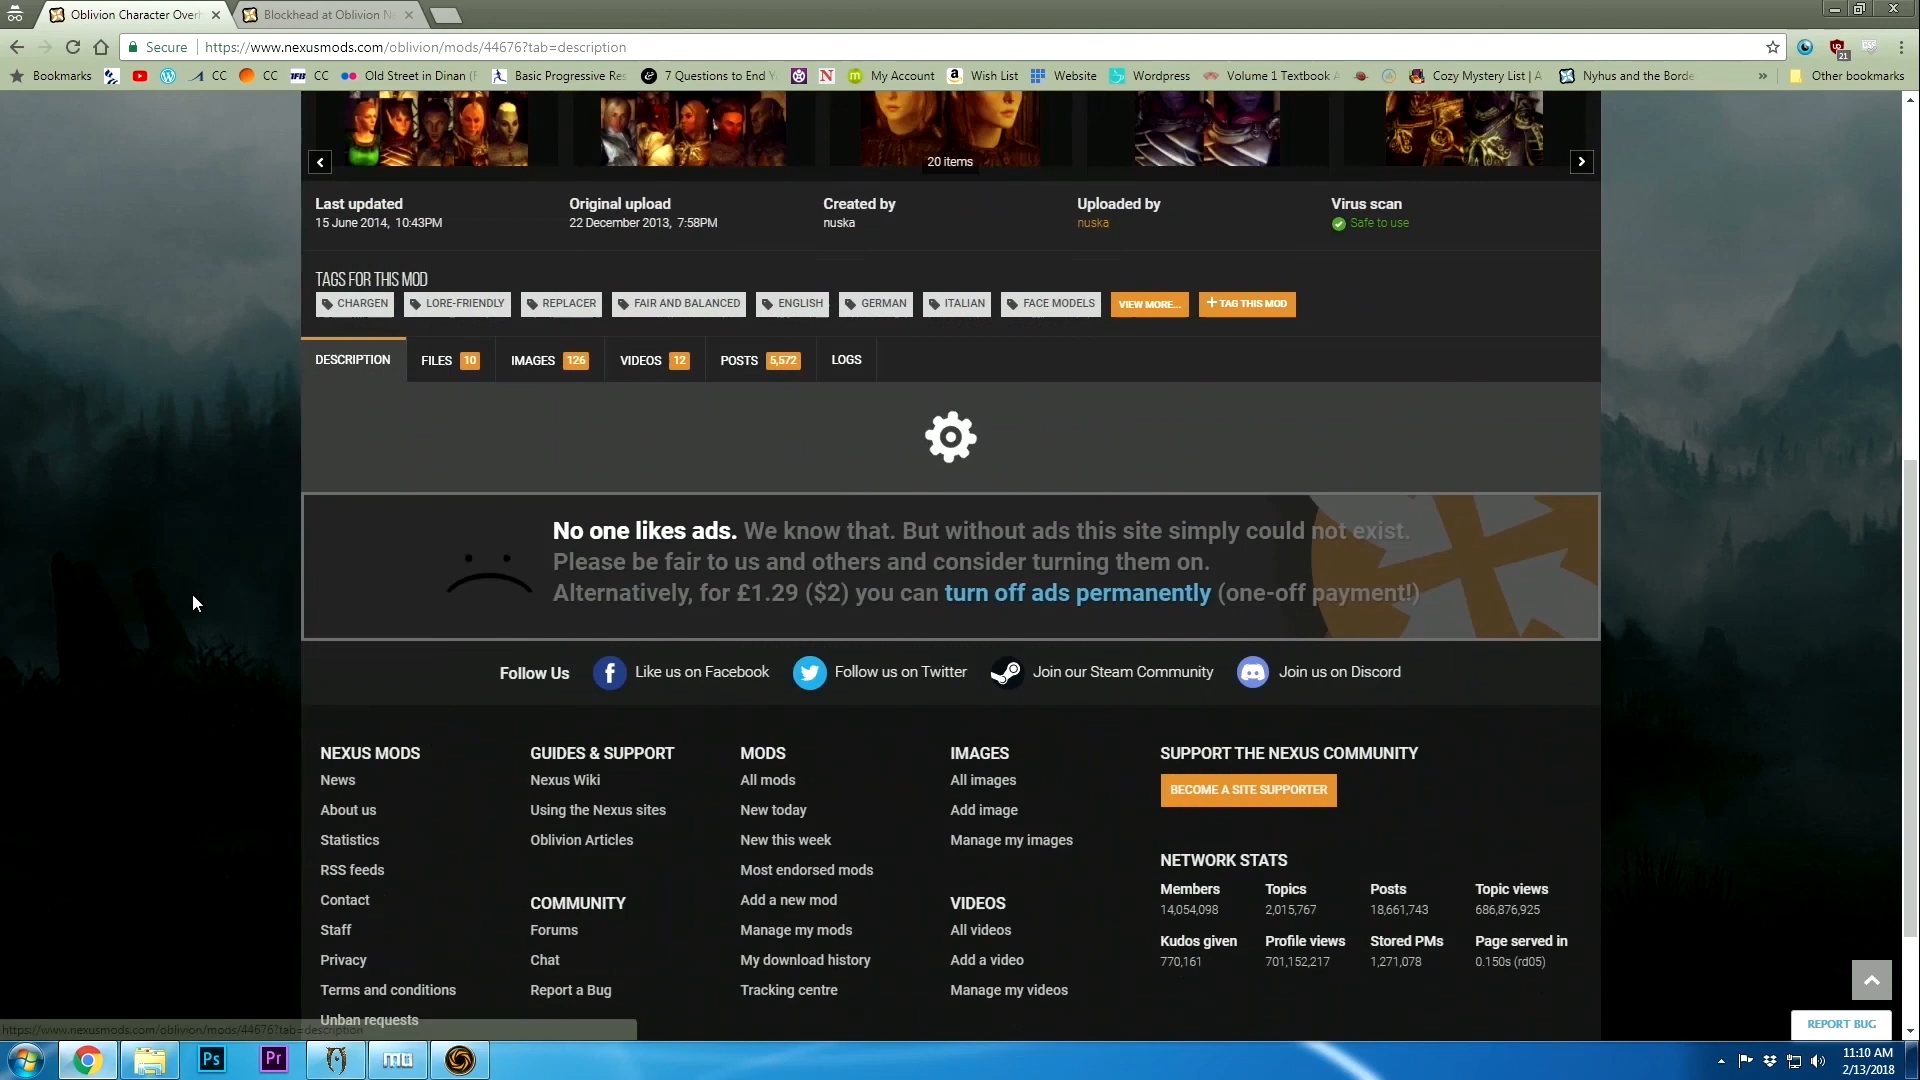 Oblivion Character Over
Blockhead at Oblivion N
Secure https://www.nexusmods.com/oblivion/mods/44676?tab=description
21
Bookmarks CC CC CC Old Street in Dinan (F Basic Progressive Res 7 Questions to End Y My Account Wish List Website Wordpress Volume 1 Textbook A Cozy Mystery List | A Nyhus and the Borde » Other bookmarks
20 items
Last updated Original upload Created by Uploaded by Virus scan
15 June 2014, 10:43PM 22 December 2013, 7:58PM nuska nuska Safe to use
TAGS FOR THIS MOD
CHARGEN LORE-FRIENDLY REPLACER FAIR AND BALANCED ENGLISH GERMAN ITALIAN FACE MODELS VIEW MORE... + TAG THIS MOD
DESCRIPTION FILES 10 IMAGES 126 VIDEOS 12 POSTS 5,572 LOGS
No one likes ads. We know that. But without ads this site simply could not exist.
Please be fair to us and others and consider turning them on.
Alternatively, for £1.29 ($2) you can turn off ads permanently (one-off payment!)
Follow Us Like us on Facebook Follow us on Twitter Join our Steam Community Join us on Discord
NEXUS MODS
News
About us
Statistics
RSS feeds
Contact
Staff
Privacy
Terms and conditions
Unban requests
GUIDES & SUPPORT
Nexus Wiki
Using the Nexus sites
Oblivion Articles
COMMUNITY
Forums
Chat
Report a Bug
MODS
All mods
New today
New this week
Most endorsed mods
Add a new mod
Manage my mods
My download history
Tracking centre
IMAGES
All images
Add image
Manage my images
VIDEOS
All videos
Add a video
Manage my videos
SUPPORT THE NEXUS COMMUNITY
BECOME A SITE SUPPORTER
NETWORK STATS
Members Topics Posts Topic views
14,054,098 2,015,767 18,661,743 686,876,925
Kudos given Profile views Stored PMs Page served in
770,161 701,152,217 1,271,078 0.150s (rd05)
REPORT BUG
https://www.nexusmods.com/oblivion/mods/44676?tab=description
Ps Pr MO
11:10 AM
2/13/2018